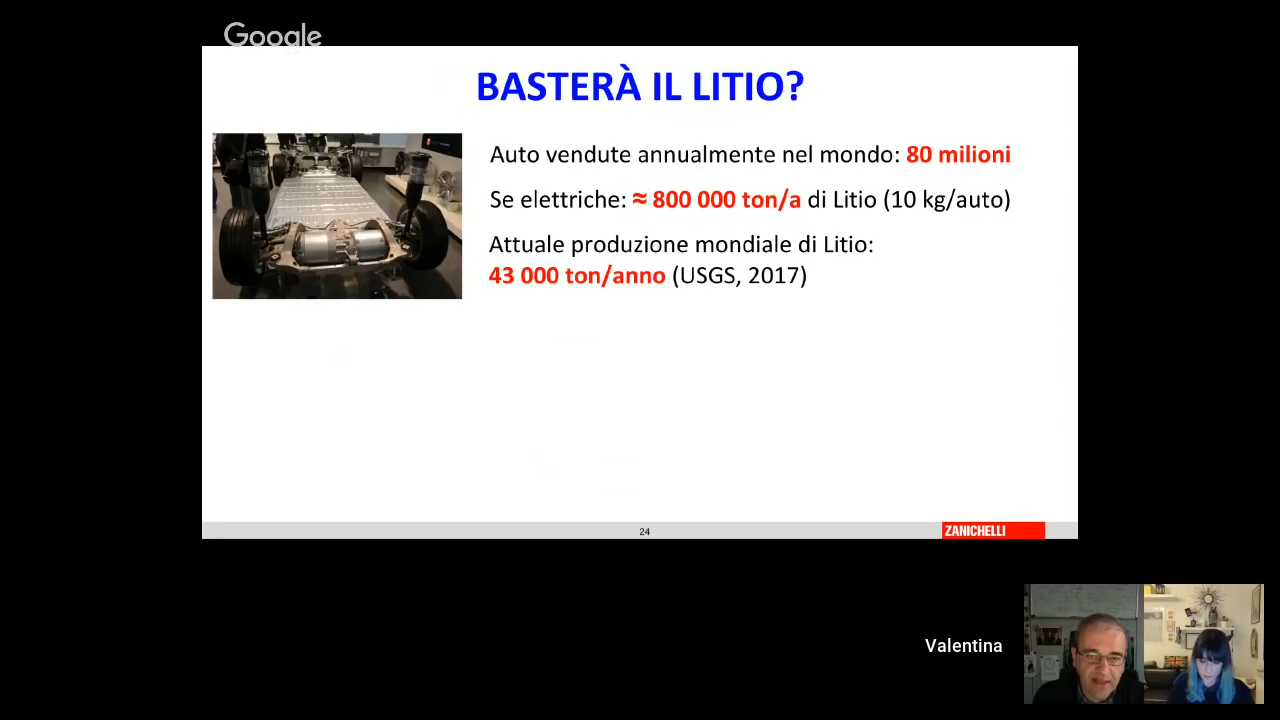 Google
BASTERÀ IL LITIO?
Auto vendute annualmente nel mondo: 80 milioni
Se elettriche: ≈ 800 000 ton/a di Litio (10 kg/auto)
Attuale produzione mondiale di Litio:
43 000 ton/anno (USGS, 2017)
24
ZANICHELLI
Valentina